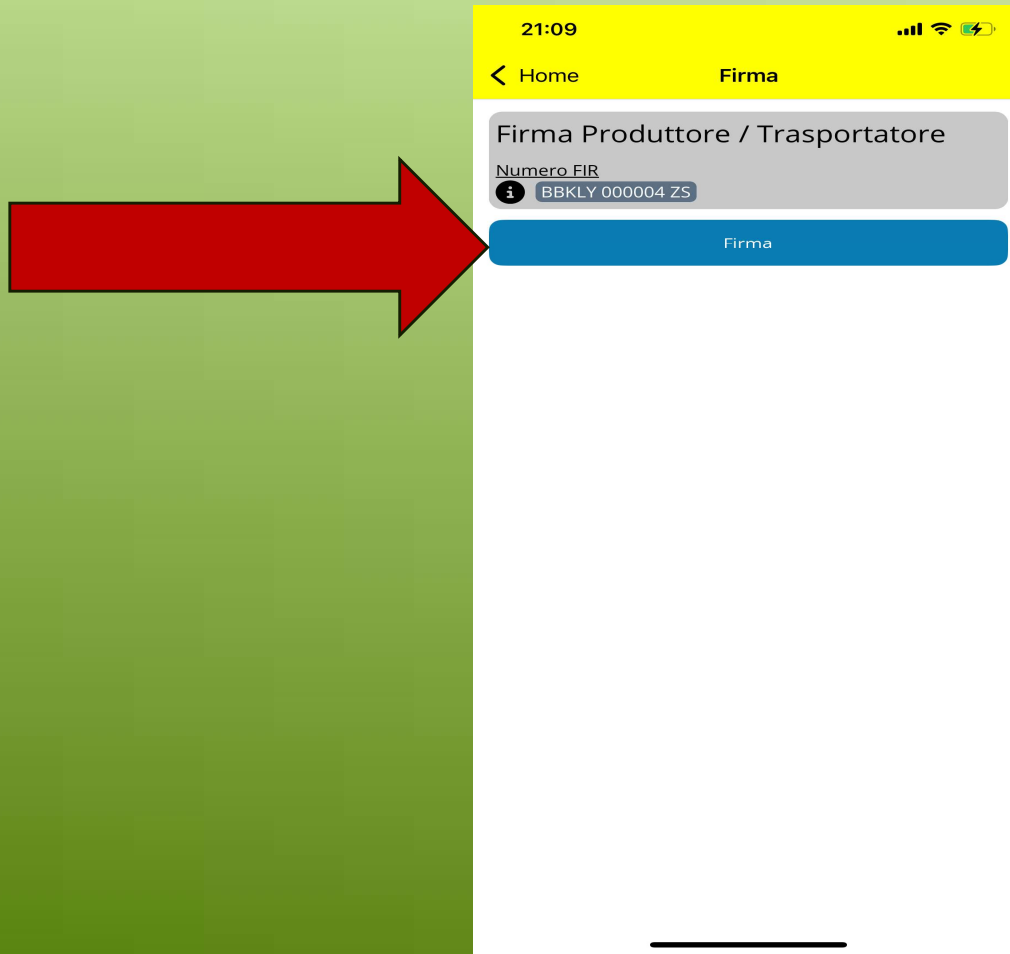 21:09
Home
Firma
Firma Produttore / Trasportatore
Numero FIR
i
BBKLY 000004 ZS
Firma